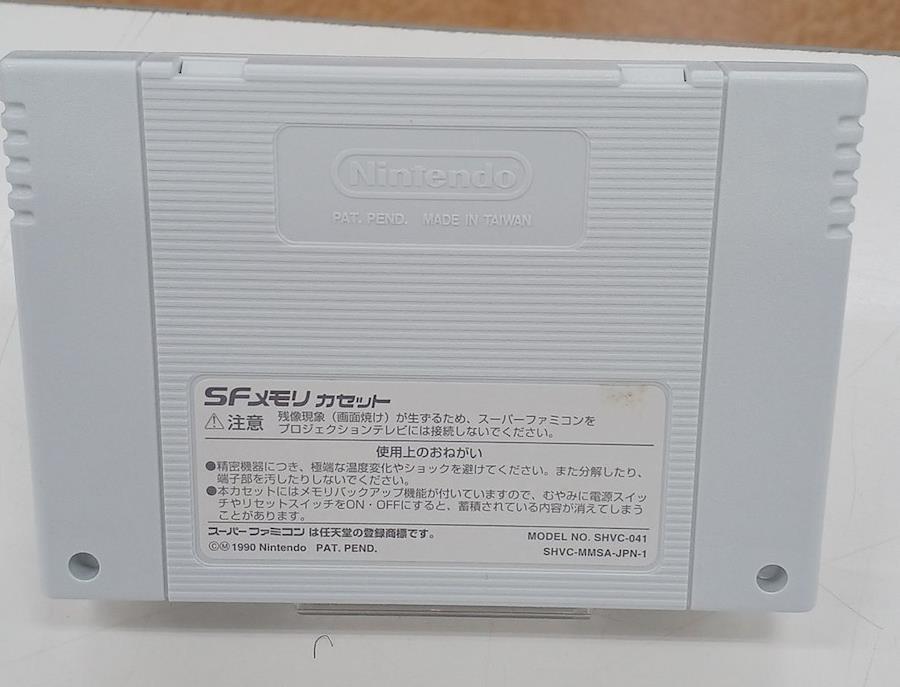 Nintendo
PAT. PEND. MADE IN TAIWAN
SFメモリ カセット
注意 残像現象（画面焼け）が生ずるため、スーパーファミコンを
プロジェクションテレビには接続しないでください。
使用上のおねがい
●精密機器につき、極端な温度変化やショックを避けてください。また分解したり、
端子部を汚したりしないでください。
●本カセットにはメモリバックアップ機能が付いていますので、むやみに電源スイッ
チやリセットスイッチをON・OFFにすると、蓄積されている内容が消えてしまう
ことがあります。
スーパーファミコン は任天堂の登録商標です。
ⒸⓂ1990 Nintendo PAT. PEND.
MODEL NO. SHVC-041
SHVC-MMSA-JPN-1